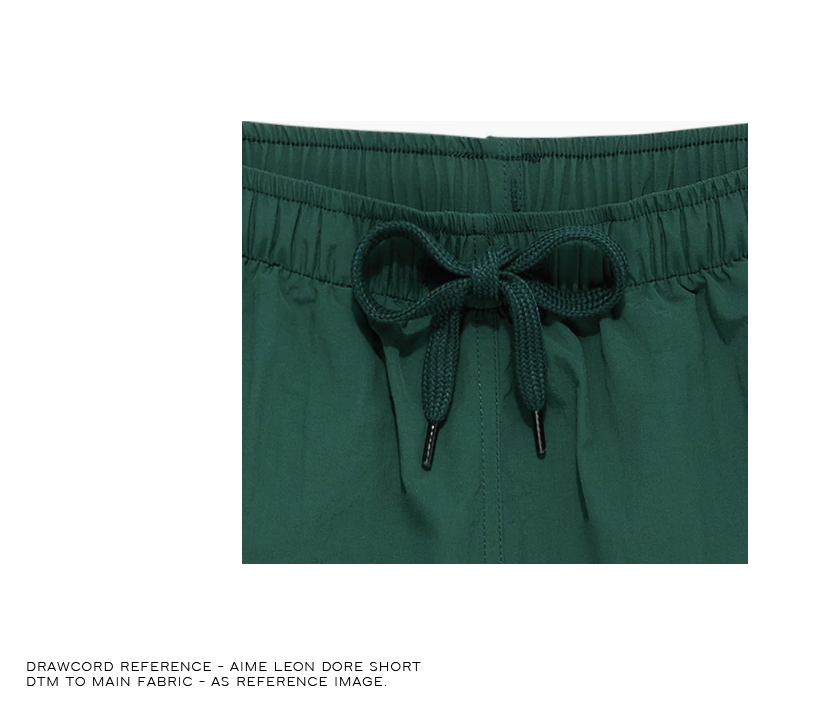 DRAWCORD REFERENCE - AIME LEON DORE SHORT
DTM TO MAIN FABRIC - AS REFERENCE IMAGE.